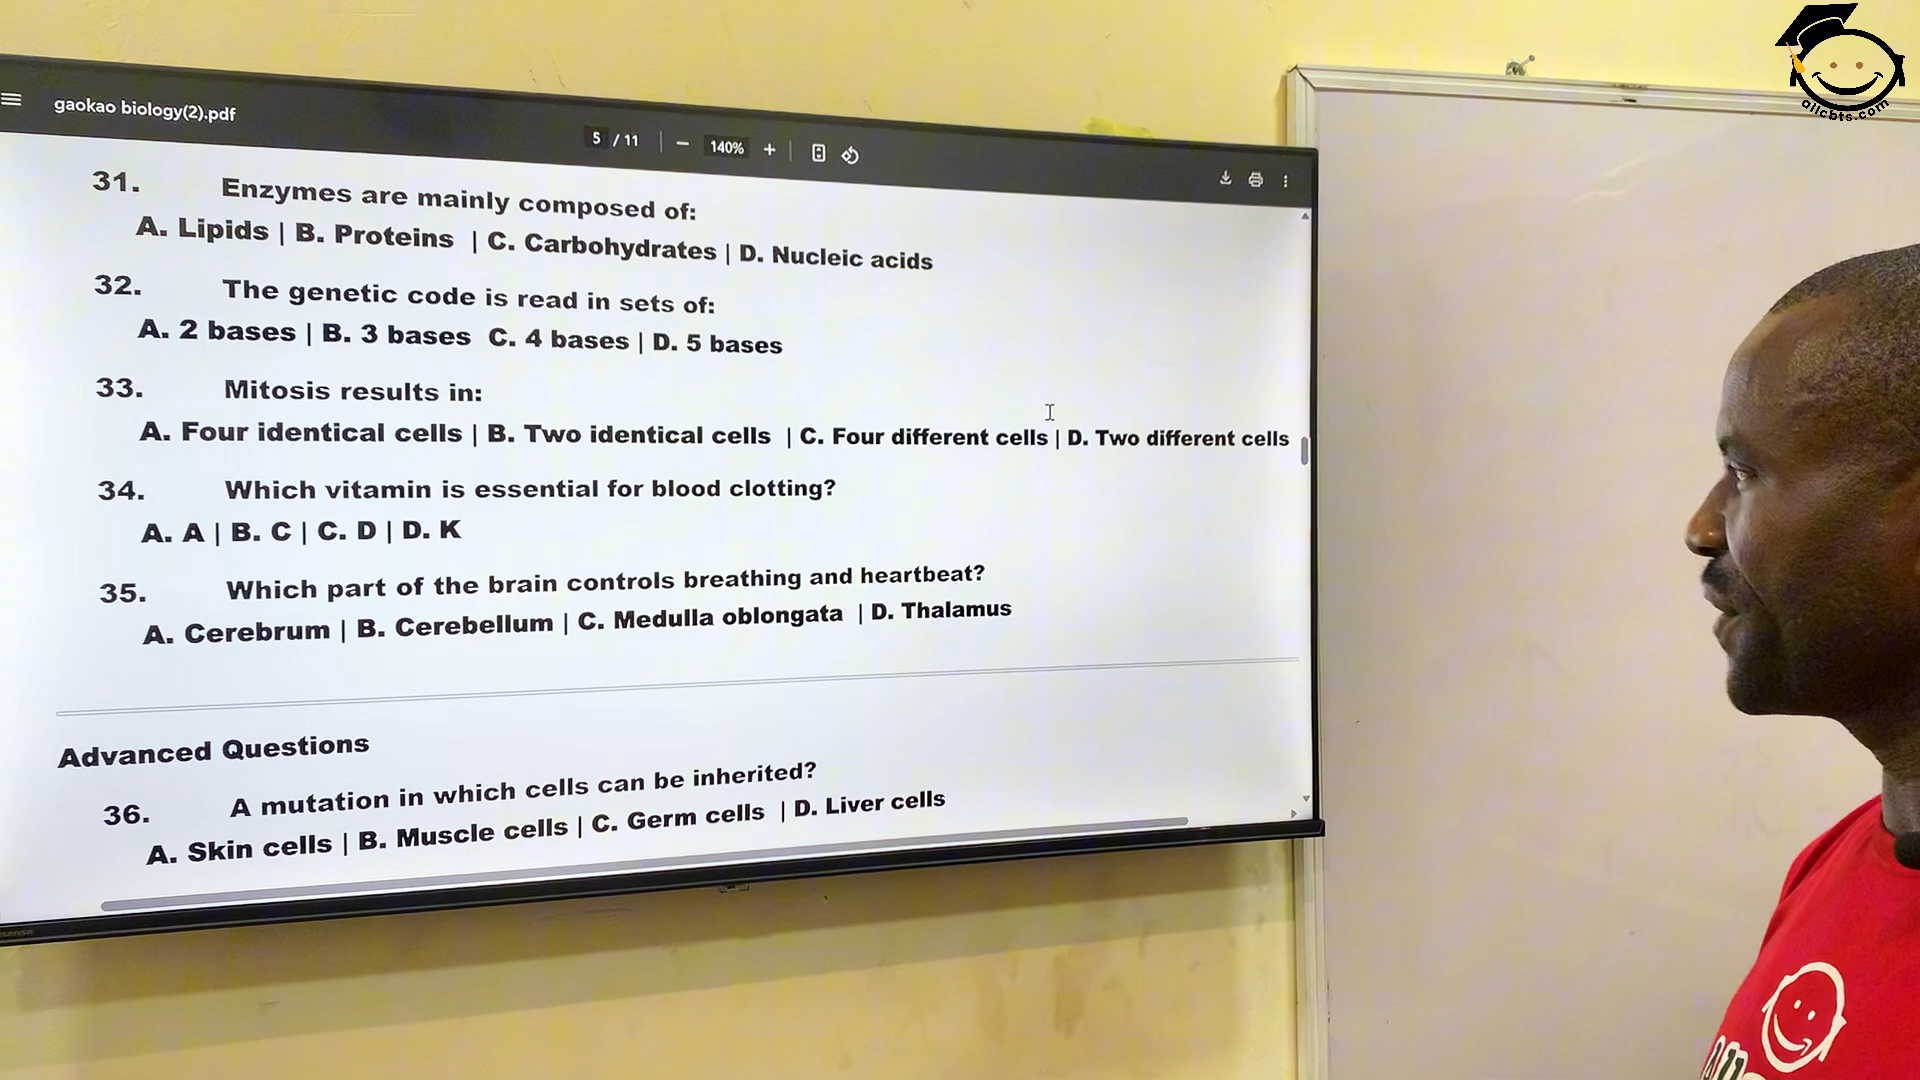 gaokao biology(2).pdf
5 / 11
140%
31. Enzymes are mainly composed of:
A. Lipids | B. Proteins | C. Carbohydrates | D. Nucleic acids
32. The genetic code is read in sets of:
A. 2 bases | B. 3 bases C. 4 bases | D. 5 bases
33. Mitosis results in:
A. Four identical cells | B. Two identical cells | C. Four different cells | D. Two different cells
34. Which vitamin is essential for blood clotting?
A. A | B. C | C. D | D. K
35. Which part of the brain controls breathing and heartbeat?
A. Cerebrum | B. Cerebellum | C. Medulla oblongata | D. Thalamus
Advanced Questions
36. A mutation in which cells can be inherited?
A. Skin cells | B. Muscle cells | C. Germ cells | D. Liver cells
allcbts.com